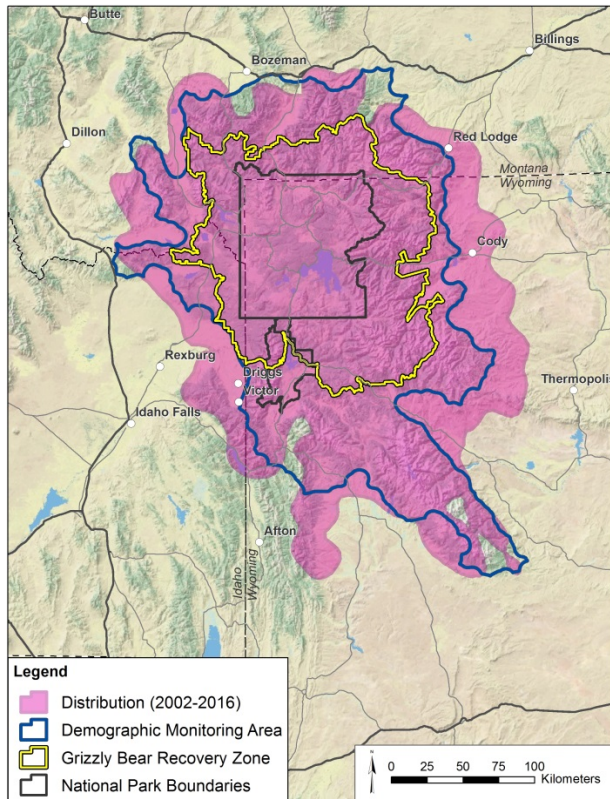 Butte
Billings
Bozeman
Dillon
Red Lodge
Montana
Wyoming
Cody
Rexburg
Driggs
Victor
Thermopolis
Idaho Falls
Afton
Idaho
Wyoming
Legend
Distribution (2002-2016)
Demographic Monitoring Area
Grizzly Bear Recovery Zone
National Park Boundaries
N
0 25 50 75 100
Kilometers